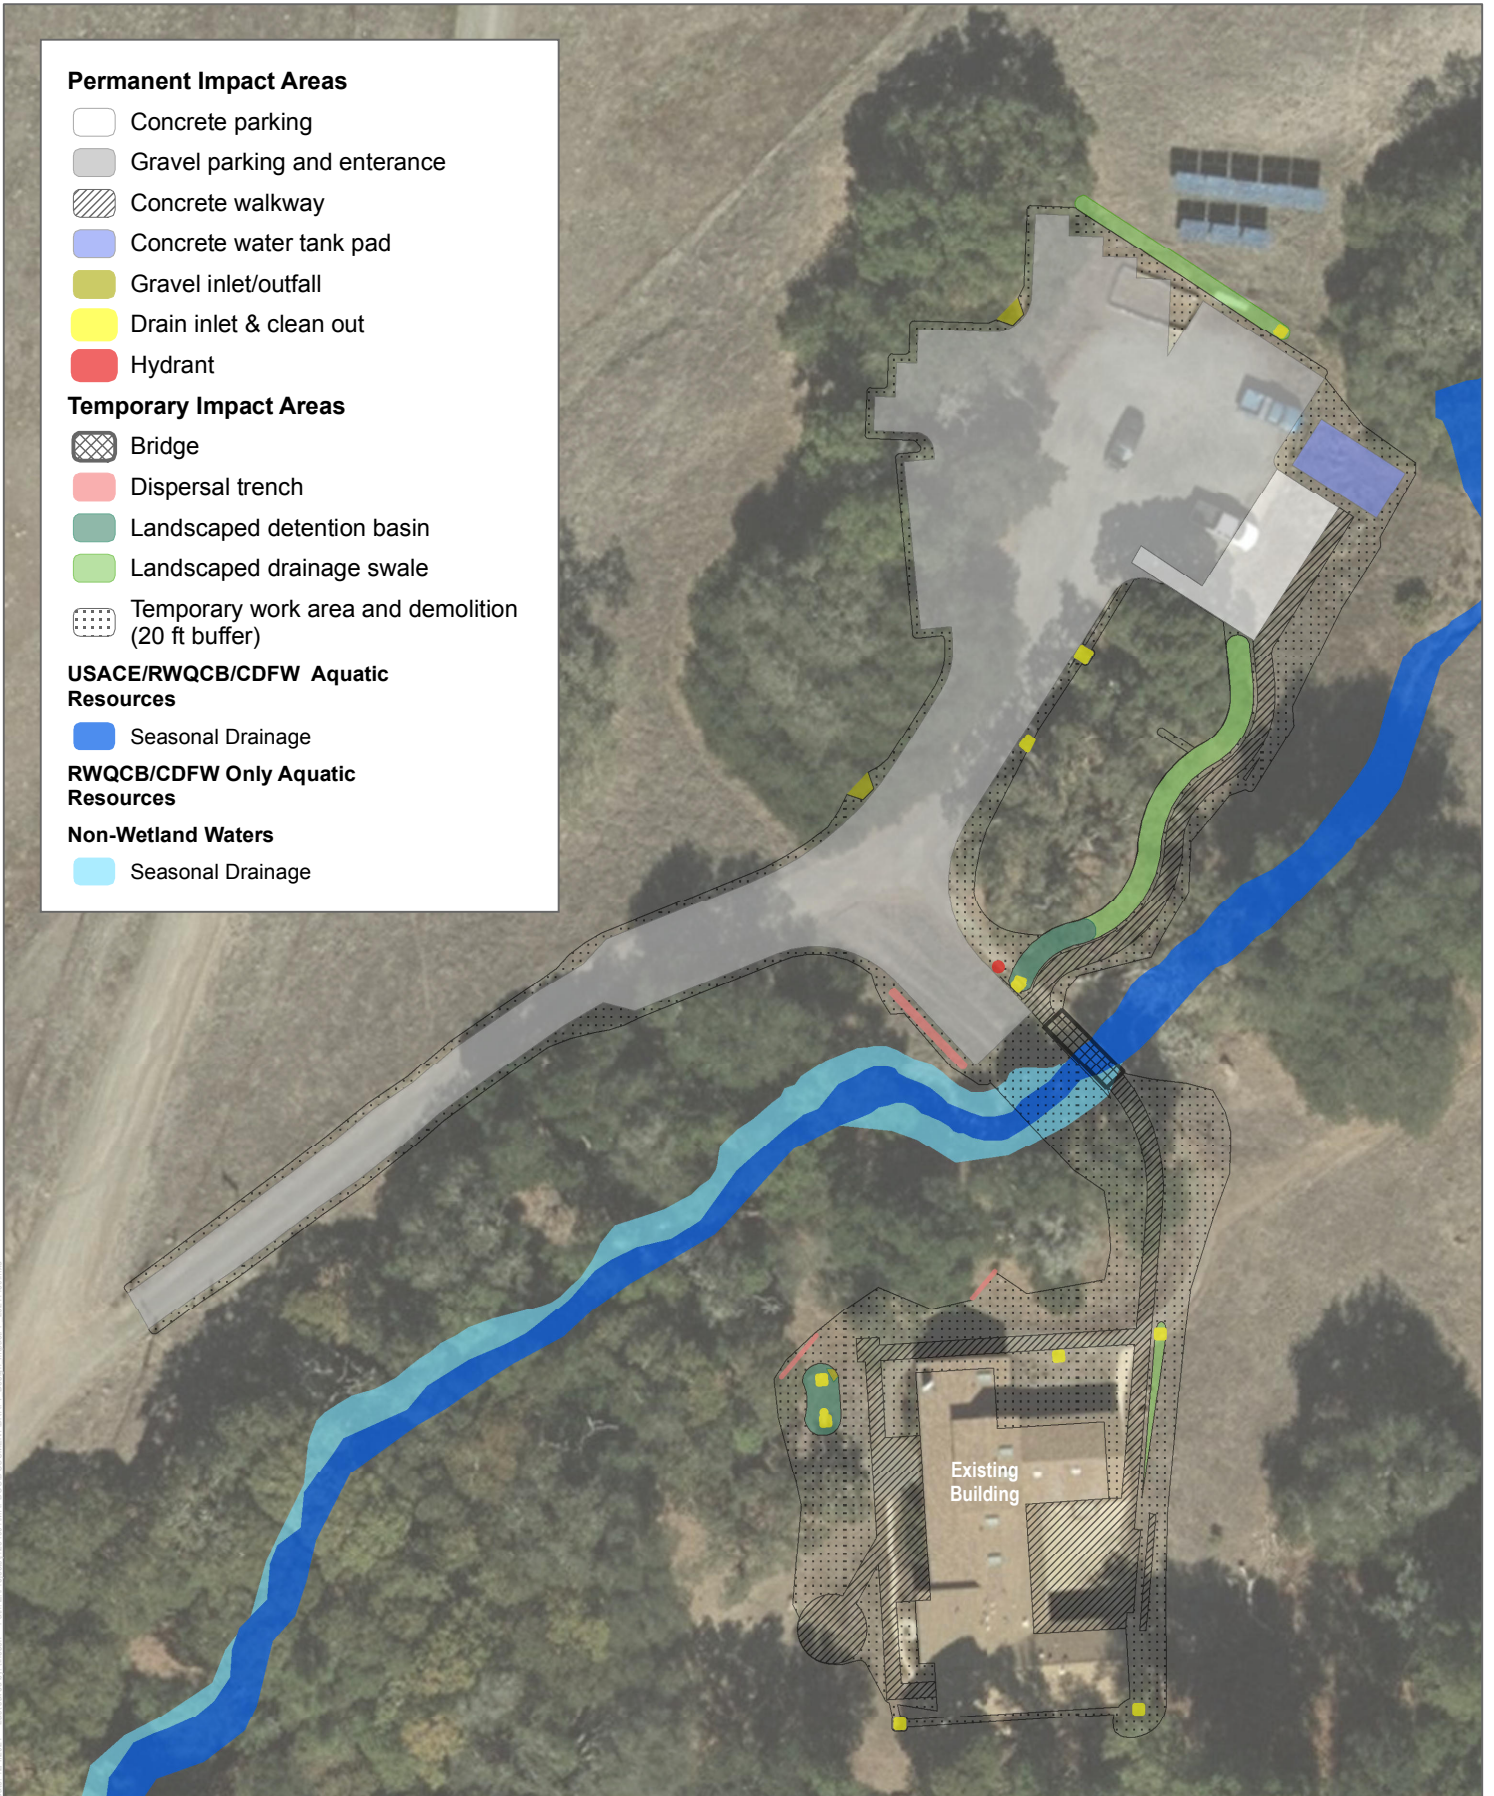 Permanent Impact Areas
Concrete parking
Gravel parking and enterance
Concrete walkway
Concrete water tank pad
Gravel inlet/outfall
Drain inlet & clean out
Hydrant
Temporary Impact Areas
Bridge
Dispersal trench
Landscaped detention basin
Landscaped drainage swale
Temporary work area and demolition
(20 ft buffer)
USACE/RWQCB/CDFW Aquatic
Resources
Seasonal Drainage
RWQCB/CDFW Only Aquatic
Resources
Non-Wetland Waters
Seasonal Drainage
Existing
Building